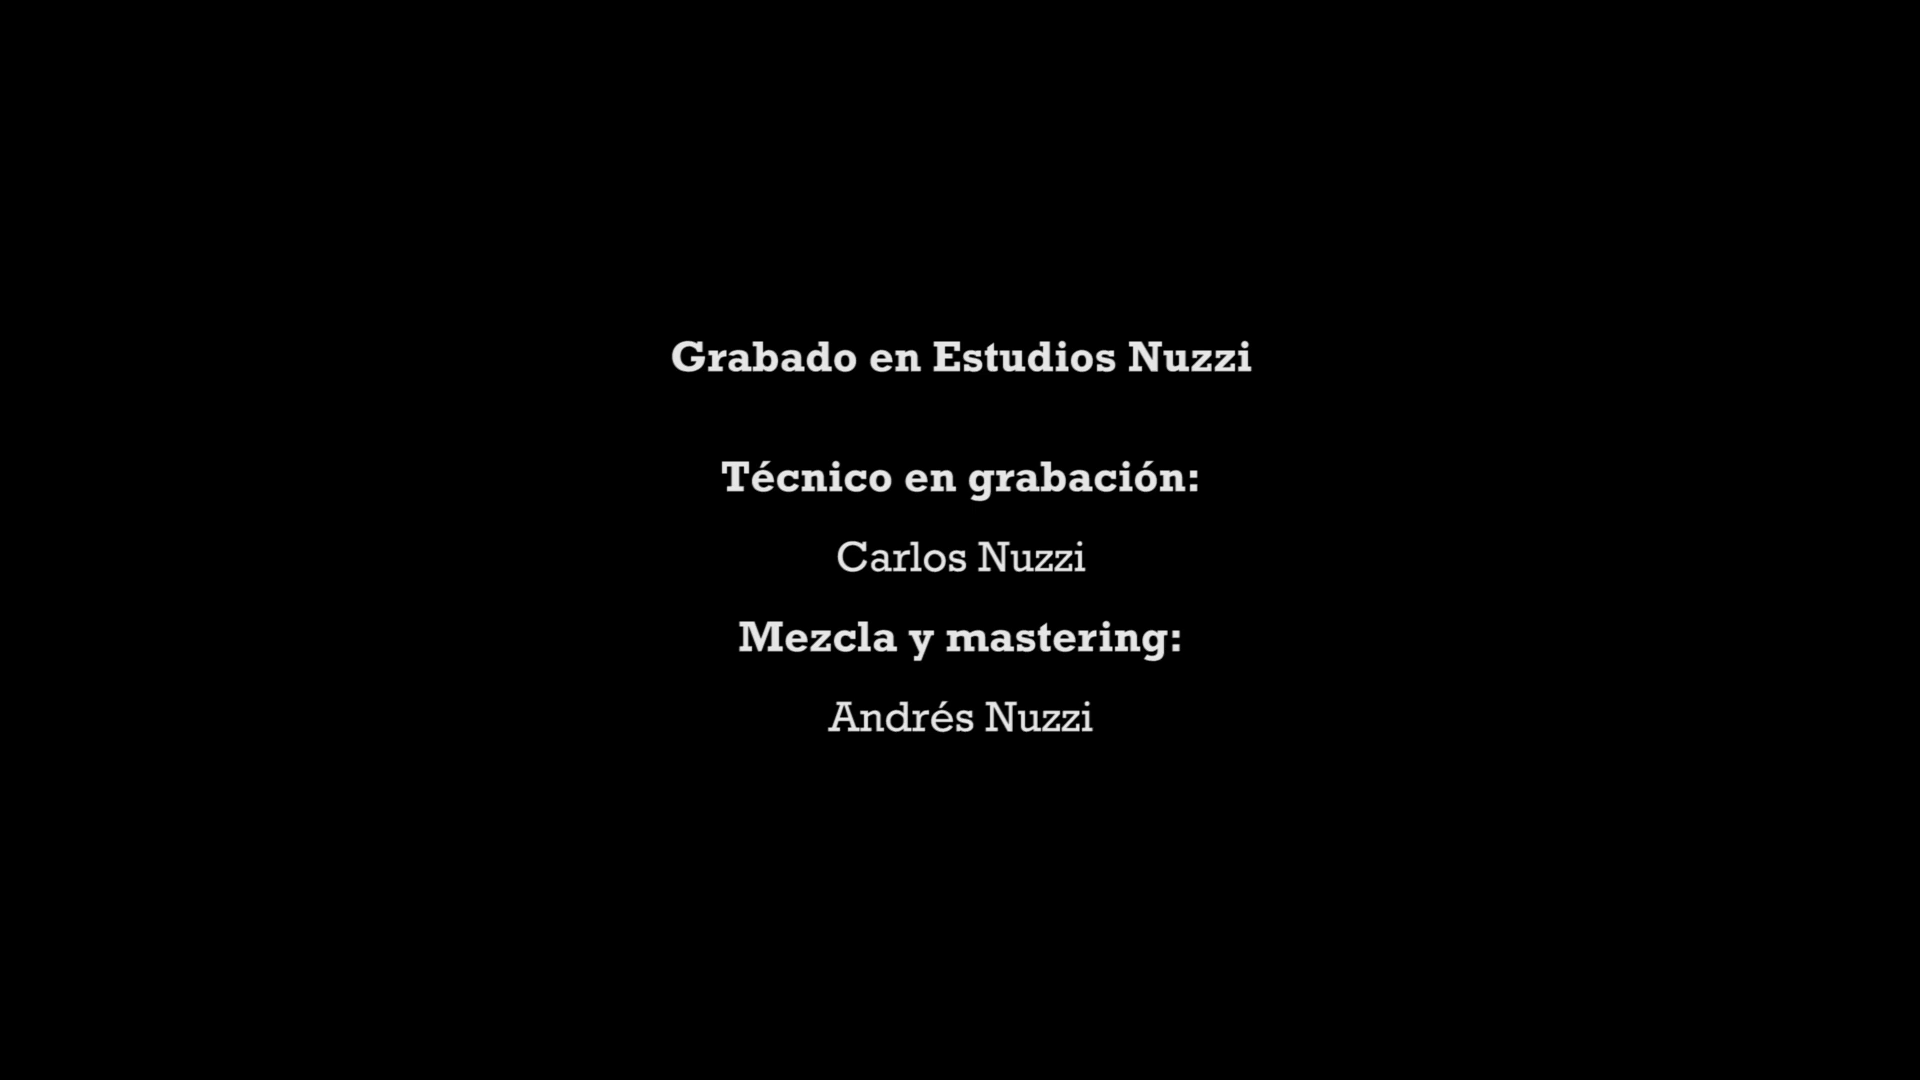 Grabado en Estudios Nuzzi
Técnico en grabación:
Carlos Nuzzi
Mezcla y mastering:
Andrés Nuzzi